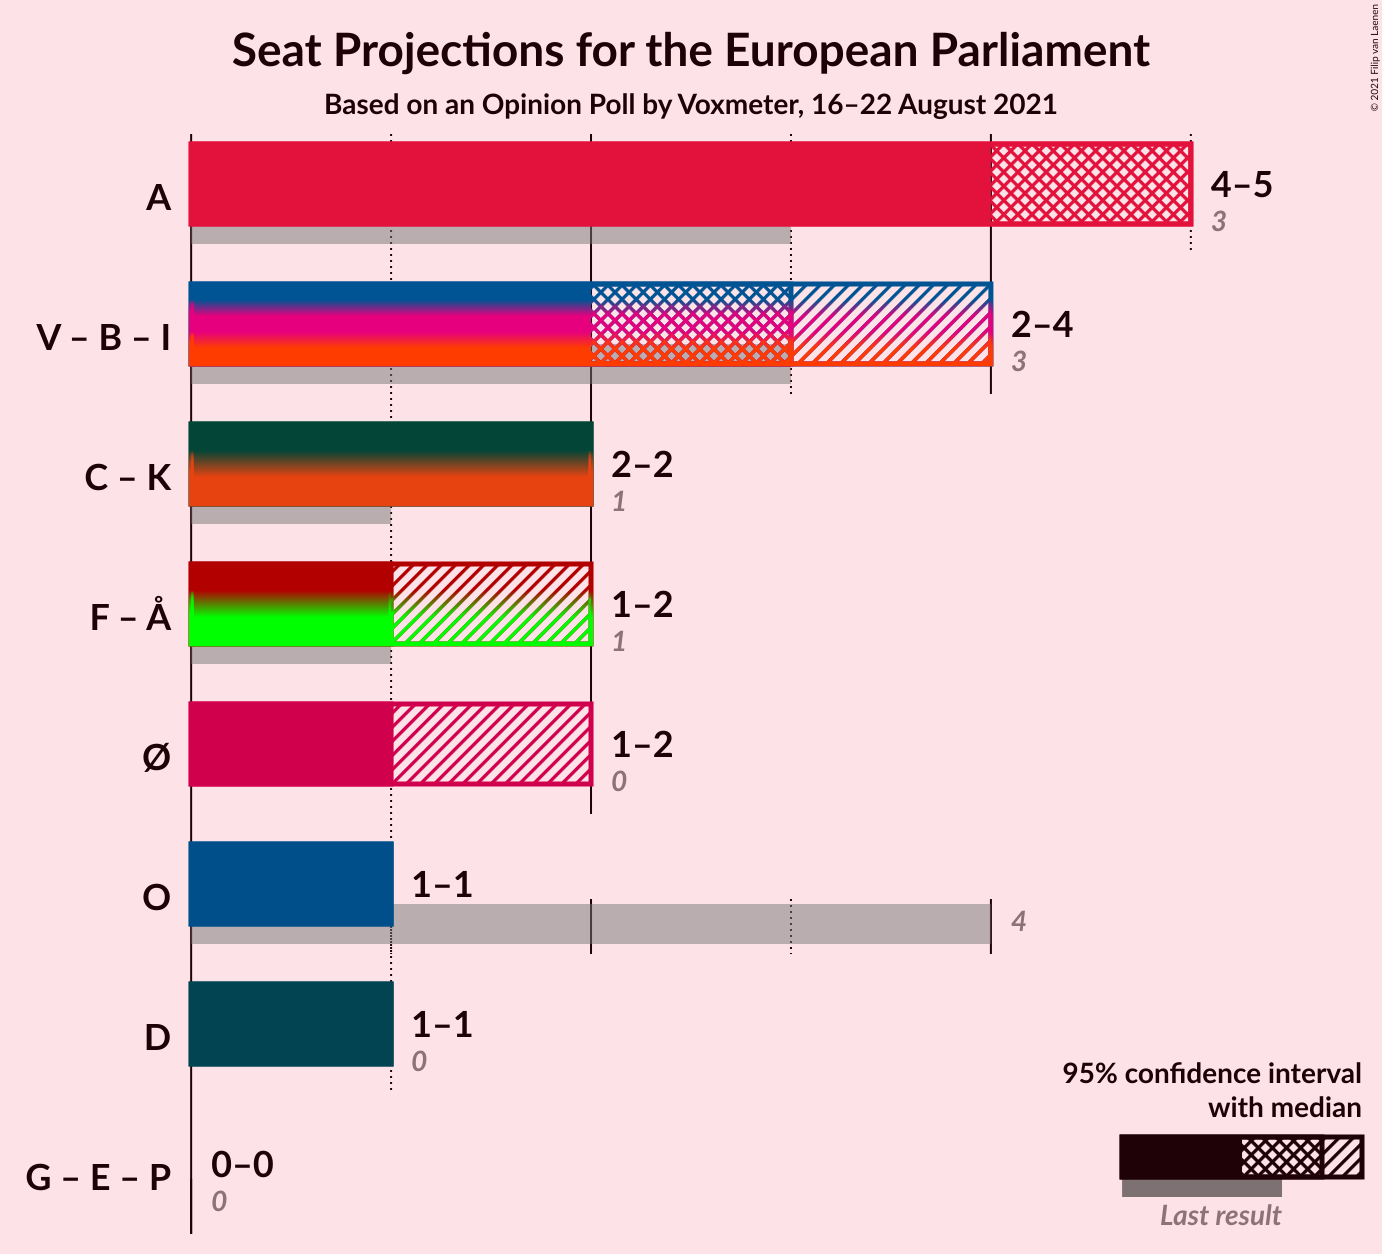 Seat Projections for the European Parliament
Based on an Opinion Poll by Voxmeter, 16–22 August 2021
© 2021 Filip van Laenen
A
4–5
3
V – B – I
2–4
3
C – K
2–2
1
F – Å
1–2
1
Ø
1–2
0
O
1–1
4
D
1–1
0
G – E – P
0–0
0
95% confidence interval
with median
Last result